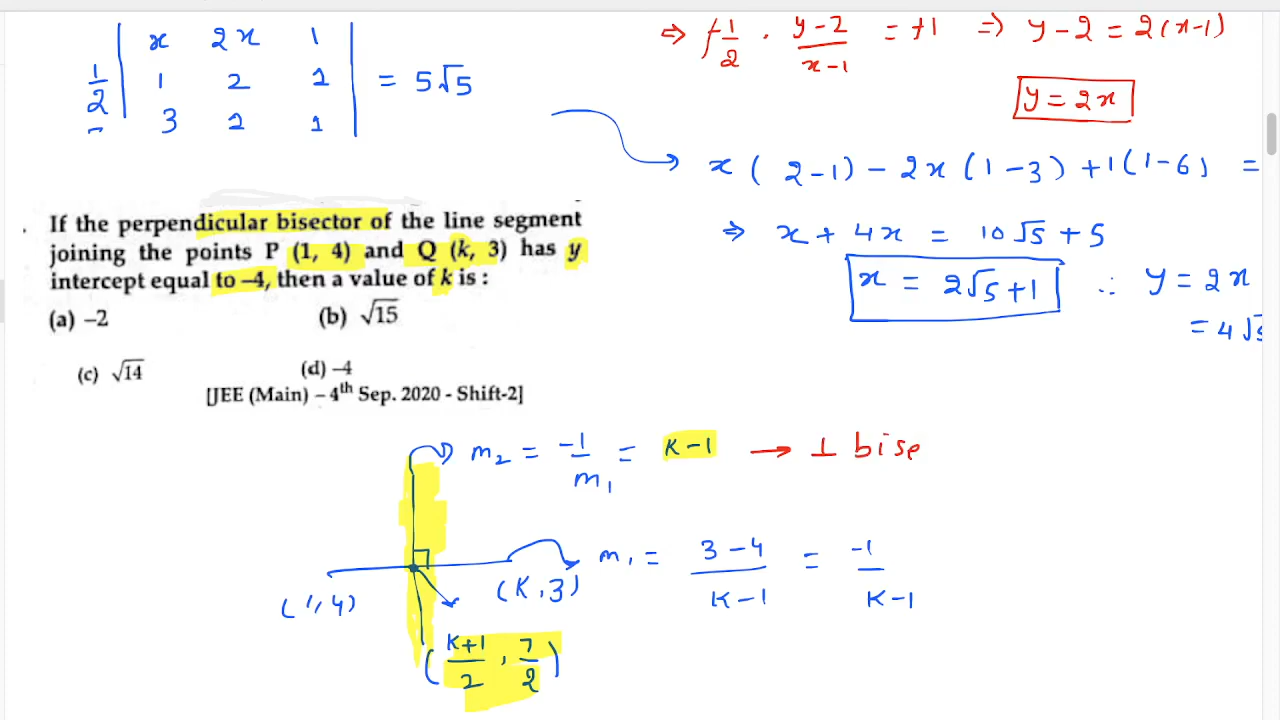 1/2 | x 2x 1 |
| 1 2 1 | = 5√5
| 3 2 1 |
⇒ +1/2 · (y-2)/(x-1) = +1 ⇒ y-2 = 2(x-1)
y = 2x
→ x ( 2-1) - 2x (1-3) +1(1-6) =
⇒ x + 4x = 10√5 + 5
x = 2√5 + 1 ∴ y = 2x
= 4√5
If the perpendicular bisector of the line segment
joining the points P (1, 4) and Q (k, 3) has y
intercept equal to –4, then a value of k is :
(a) –2 (b) √15
(c) √14 (d) –4
[JEE (Main) – 4th Sep. 2020 - Shift-2]
m₂ = -1/m₁ = K-1 → ⊥ bise
m₁ = (3-4)/(K-1) = -1/(K-1)
(1,4) (K,3)
((K+1)/2 , 7/2)